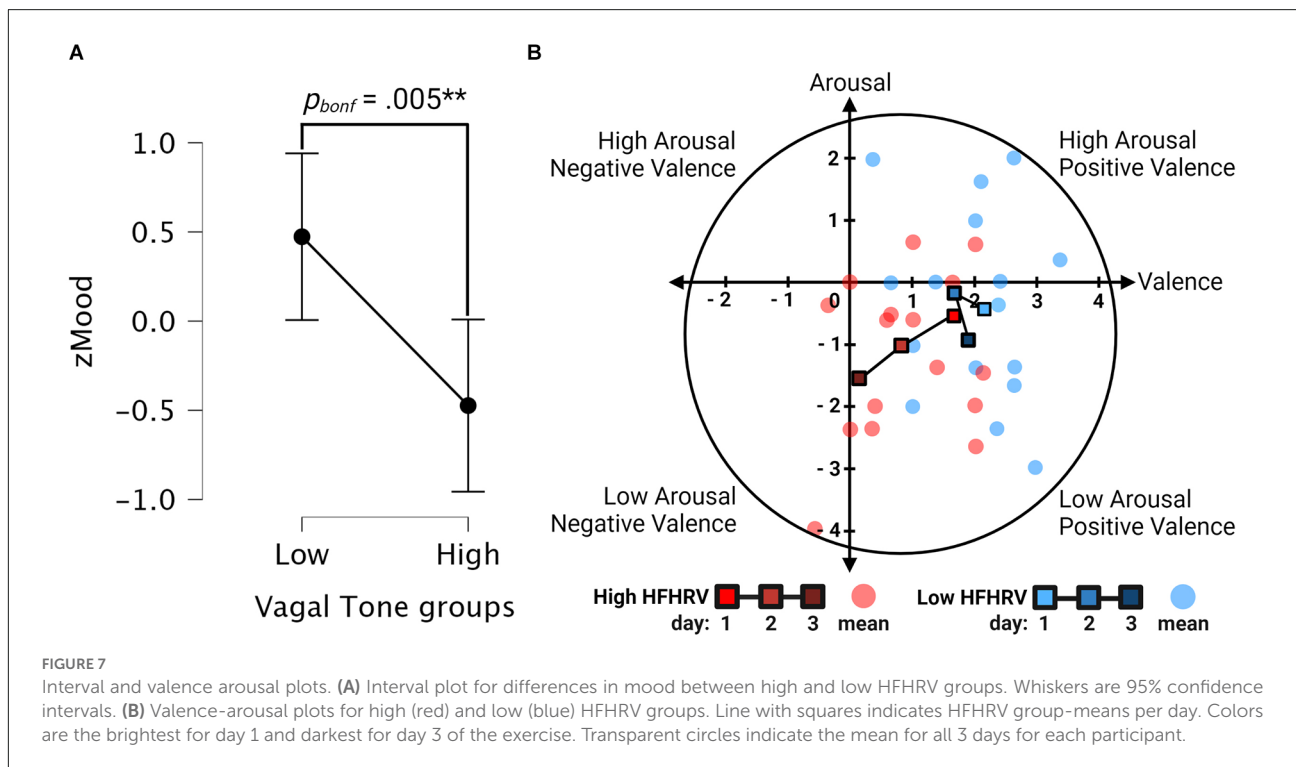 A
p_bonf = .005**
1.0
0.5
0.0
−0.5
−1.0
zMood
Low High
Vagal Tone groups
B
Arousal
High Arousal
Negative Valence
High Arousal
Positive Valence
2
1
Valence
- 2 - 1 0 1 2 3 4
- 1
- 2
- 3
- 4
Low Arousal
Negative Valence
Low Arousal
Positive Valence
High HFHRV
day: 1 2 3 mean
Low HFHRV
day: 1 2 3 mean
FIGURE 7
Interval and valence arousal plots. (A) Interval plot for differences in mood between high and low HFHRV groups. Whiskers are 95% confidence
intervals. (B) Valence-arousal plots for high (red) and low (blue) HFHRV groups. Line with squares indicates HFHRV group-means per day. Colors
are the brightest for day 1 and darkest for day 3 of the exercise. Transparent circles indicate the mean for all 3 days for each participant.